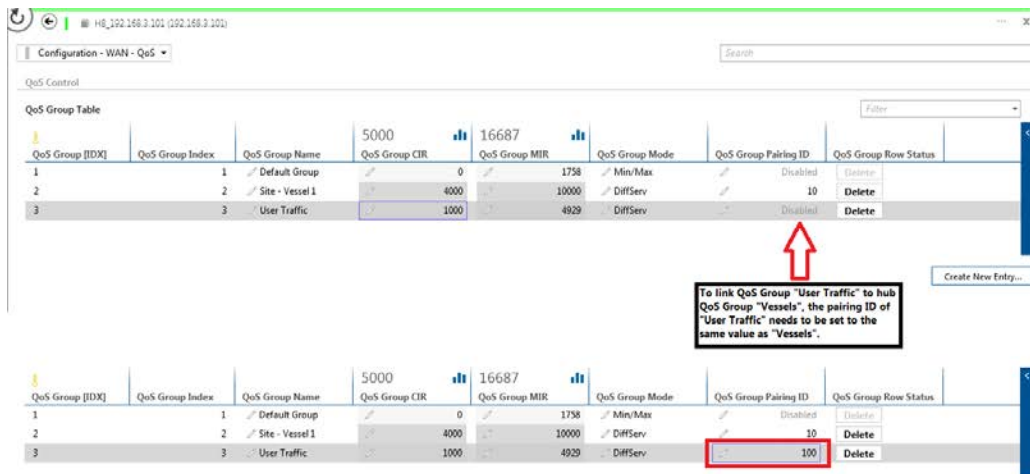 H8_192.168.3.101 (192.168.3.101)
Configuration - WAN - QoS
Search
QoS Control
QoS Group Table
Filter
5000 16687
QoS Group [IDX] QoS Group Index QoS Group Name QoS Group CIR QoS Group MIR QoS Group Mode QoS Group Pairing ID QoS Group Row Status
1 1 Default Group 0 1758 Min/Max Disabled Delete
2 2 Site - Vessel 1 4000 10000 DiffServ 10 Delete
3 3 User Traffic 1000 4929 DiffServ Disabled Delete
Create New Entry...
To link QoS Group "User Traffic" to hub
QoS Group "Vessels", the pairing ID of
"User Traffic" needs to be set to the
same value as "Vessels".
5000 16687
QoS Group [IDX] QoS Group Index QoS Group Name QoS Group CIR QoS Group MIR QoS Group Mode QoS Group Pairing ID QoS Group Row Status
1 1 Default Group 0 1758 Min/Max Disabled Delete
2 2 Site - Vessel 1 4000 10000 DiffServ 10 Delete
3 3 User Traffic 1000 4929 DiffServ 100 Delete